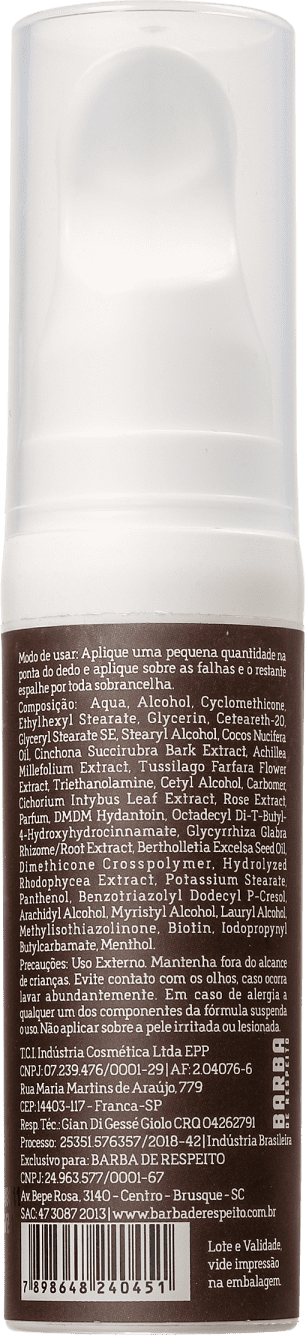 Modo de usar: Aplique uma pequena quantidade na
ponta do dedo e aplique sobre as falhas e o restante
espalhe por toda sobrancelha.
Composição: Aqua, Alcohol, Cyclomethicone,
Ethylhexyl Stearate, Glycerin, Ceteareth-20,
Glyceryl Stearate SE, Stearyl Alcohol, Cocos Nucifera
Oil, Cinchona Succirubra Bark Extract, Achillea
Millefolium Extract, Tussilago Farfara Flower
Extract, Triethanolamine, Cetyl Alcohol, Carbomer,
Cichorium Intybus Leaf Extract, Rose Extract,
Parfum, DMDM Hydantoin, Octadecyl Di-T-Butyl-
4-Hydroxyhydrocinnamate, Glycyrrhiza Glabra
Rhizome/Root Extract, Bertholletia Excelsa Seed Oil,
Dimethicone Crosspolymer, Hydrolyzed
Rhodophycea Extract, Potassium Stearate,
Panthenol, Benzotriazolyl Dodecyl P-Cresol,
Arachidyl Alcohol, Myristyl Alcohol, Lauryl Alcohol,
Methylisothiazolinone, Biotin, Iodopropynyl
Butylcarbamate, Menthol.
Precauções: Uso Externo. Mantenha fora do alcance
de crianças. Evite contato com os olhos, caso ocorra
lavar abundantemente. Em caso de alergia a
qualquer um dos componentes da fórmula suspenda
o uso. Não aplicar sobre a pele irritada ou lesionada.
T.C.I. Indústria Cosmética Ltda EPP
CNPJ: 07.239.476/0001-29 | AF: 2.04076-6
Rua Maria Martins de Araújo, 779
CEP: 14403-117 - Franca-SP
Resp. Téc.: Gian Di Gessé Giolo CRQ 04262791
Processo: 25351.576357/2018-42 | Indústria Brasileira
Exclusivo para: BARBA DE RESPEITO
CNPJ: 24.963.577/0001-67
Av. Bepe Rosa, 3140 - Centro - Brusque - SC
SAC: 47 3087 2013 | www.barbaderespeito.com.br
BARBA
DE RESPEITO
7 898648 240451
Lote e Validade,
vide impressão
na embalagem.